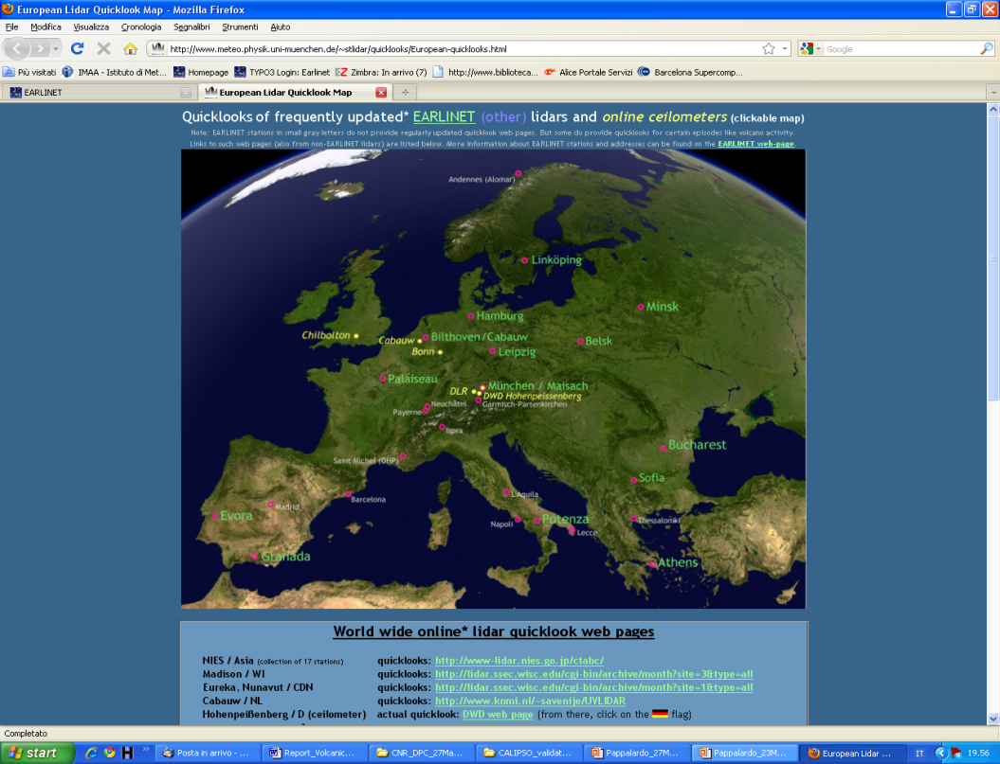 European Lidar Quicklook Map - Mozilla Firefox
File Modifica Visualizza Cronologia Segnalibri Strumenti Aiuto
http://www.meteo.physik.uni-muenchen.de/~stlidar/quicklooks/European-quicklooks.html
Google
Più visitati IMAA - Istituto di Met... Homepage TYPO3 Login: Earlinet Zimbra: In arrivo (7) http://www.biblioteca... Alice Portale Servizi Barcelona Supercomp...
EARLINET European Lidar Quicklook Map
Quicklooks of frequently updated* EARLINET (other) lidars and online ceilometers (clickable map)
Note: EARLINET stations in small gray letters do not provide regularly updated quicklook web pages. But some do provide quicklooks for certain episodes like volcano activity.
Links to such web pages (also from non-EARLINET lidars) are listed below. More information about EARLINET stations and addresses can be found on the EARLINET web-page.
Andennes (Alomar)
Linköping
Minsk
Hamburg
Chilbolton
Cabauw
Bilthoven/Cabauw
Belsk
Bonn
Leipzig
Palaiseau
München / Maisach
DLR
DWD Hohenpeissenberg
Neuchâtel
Garmisch-Partenkirchen
Payerne
Ispra
Bucharest
Saint Michel (OHP)
Sofia
L'Aquila
Barcelona
Madrid
Evora
Napoli
Potenza
Thessaloniki
Lecce
Granada
Athens
World wide online* lidar quicklook web pages
NIES / Asia (collection of 17 stations) quicklooks: http://www-lidar.nies.go.jp/ctabc/
Madison / WI quicklooks: http://lidar.ssec.wisc.edu/cgi-bin/archive/month?site=3&type=all
Eureka, Nunavut / CDN quicklooks: http://lidar.ssec.wisc.edu/cgi-bin/archive/month?site=1&type=all
Cabauw / NL quicklooks: http://www.knmi.nl/~savenije/UVLIDAR
Hohenpeißenberg / D (ceilometer) actual quicklook: DWD web page (from there, click on the flag)
Completato
start Posta in arrivo - ... Report_Volcanic... CNR_DPC_27Ma... CALIPSO_validat... Pappalardo_27M... Pappalardo_23M... European Lidar ... IT 19.56